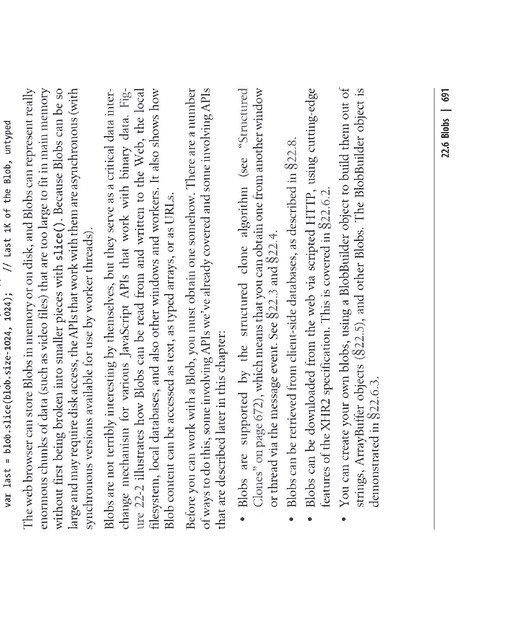 var last = blob.slice(blob.size-1024, 1024); // Last 1K of the Blob, untyped
The web browser can store Blobs in memory or on disk, and Blobs can represent really
enormous chunks of data (such as video files) that are too large to fit in main memory
without first being broken into smaller pieces with slice(). Because Blobs can be so
large and may require disk access, the APIs that work with them are asynchronous (with
synchronous versions available for use by worker threads).
Blobs are not terribly interesting by themselves, but they serve as a critical data inter-
change mechanism for various JavaScript APIs that work with binary data. Fig-
ure 22-2 illustrates how Blobs can be read from and written to the Web, the local
filesystem, local databases, and also other windows and workers. It also shows how
Blob content can be accessed as text, as typed arrays, or as URLs.
Before you can work with a Blob, you must obtain one somehow. There are a number
of ways to do this, some involving APIs we've already covered and some involving APIs
that are described later in this chapter:
• Blobs are supported by the structured clone algorithm (see “Structured
Clones” on page 672), which means that you can obtain one from another window
or thread via the message event. See §22.3 and §22.4.
• Blobs can be retrieved from client-side databases, as described in §22.8.
• Blobs can be downloaded from the web via scripted HTTP, using cutting-edge
features of the XHR2 specification. This is covered in §22.6.2.
• You can create your own blobs, using a BlobBuilder object to build them out of
strings, ArrayBuffer objects (§22.5), and other Blobs. The BlobBuilder object is
demonstrated in §22.6.3.
22.6 Blobs | 691